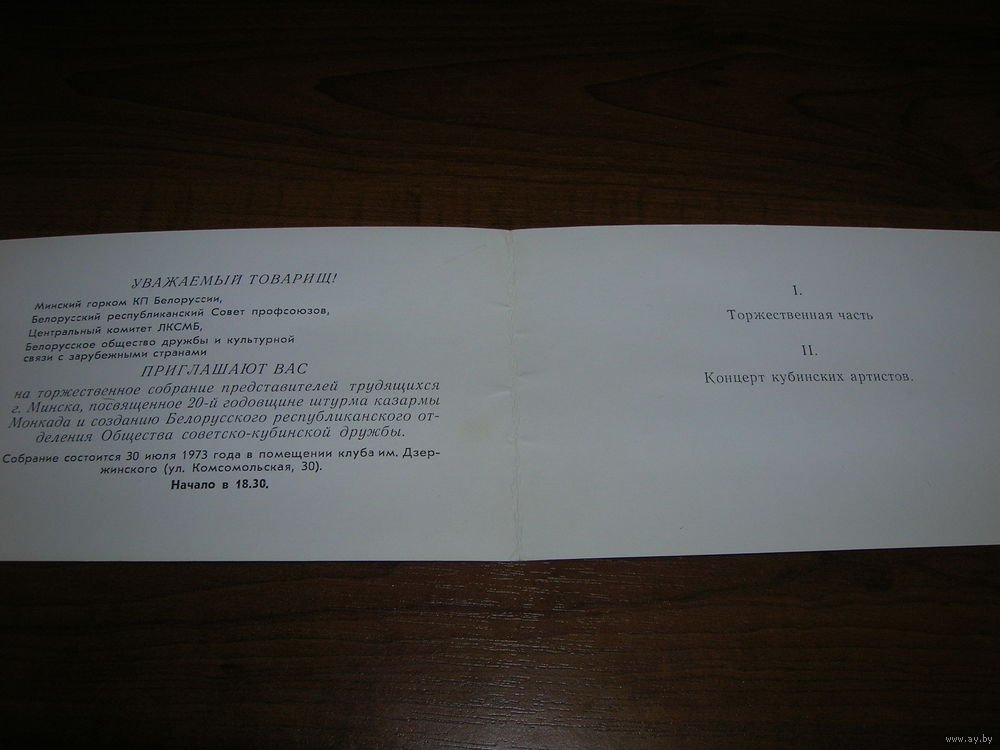 УВАЖАЕМЫЙ ТОВАРИЩ!
Минский горком КП Белоруссии,
Белорусский республиканский Совет профсоюзов,
Центральный комитет ЛКСМБ,
Белорусское общество дружбы и культурной
связи с зарубежными странами
ПРИГЛАШАЮТ ВАС
на торжественное собрание представителей трудящихся
г. Минска, посвященное 20-й годовщине штурма казармы
Монкада и созданию Белорусского республиканского от-
деления Общества советско-кубинской дружбы.
Собрание состоится 30 июля 1973 года в помещении клуба им. Дзер-
жинского (ул. Комсомольская, 30).
Начало в 18.30.
I.
Торжественная часть
II.
Концерт кубинских артистов.
www.ay.by